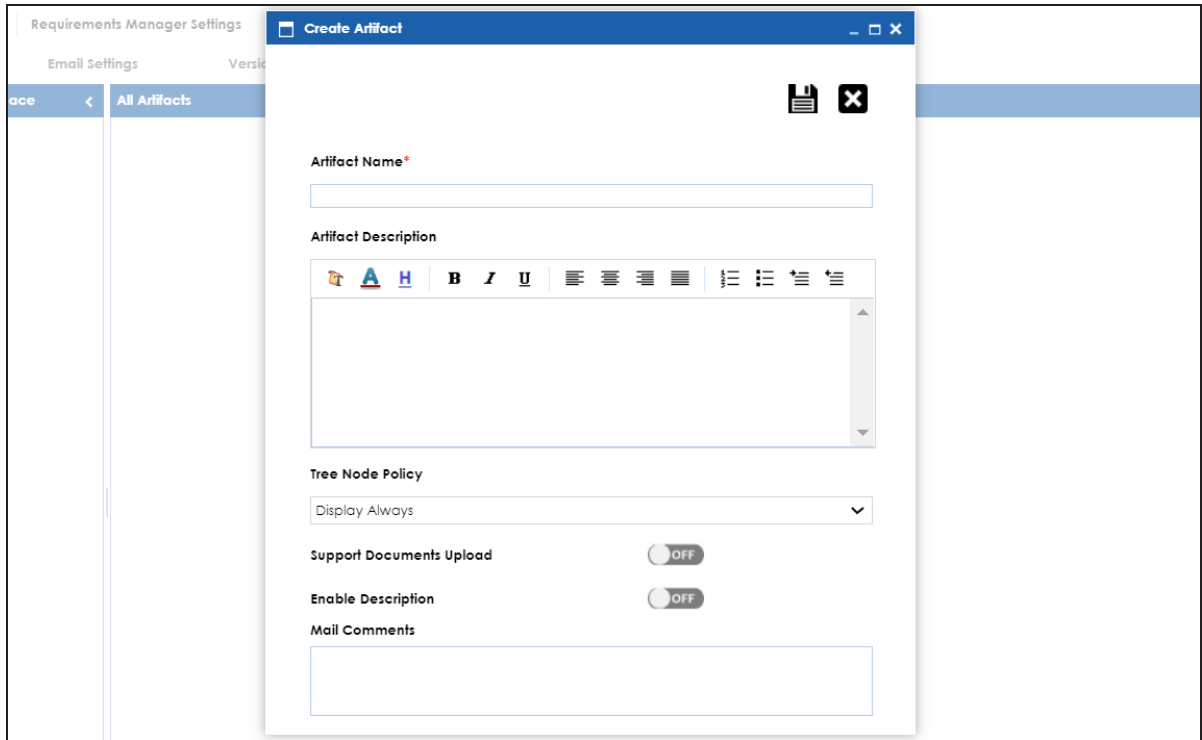 Requirements Manager Settings
Create Artifact
Email Settings
Versic
ace
All Artifacts
Artifact Name*
Artifact Description
A H B I U
Tree Node Policy
Display Always
Support Documents Upload OFF
Enable Description OFF
Mail Comments